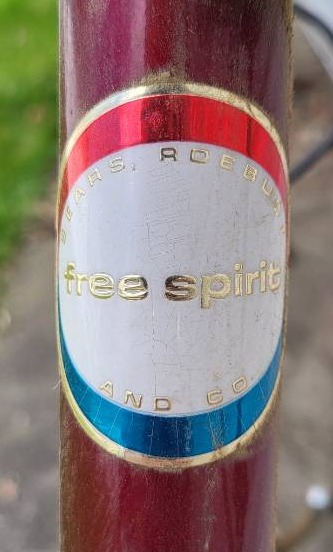 SEARS, ROEBUCK
free spirit
AND CO.